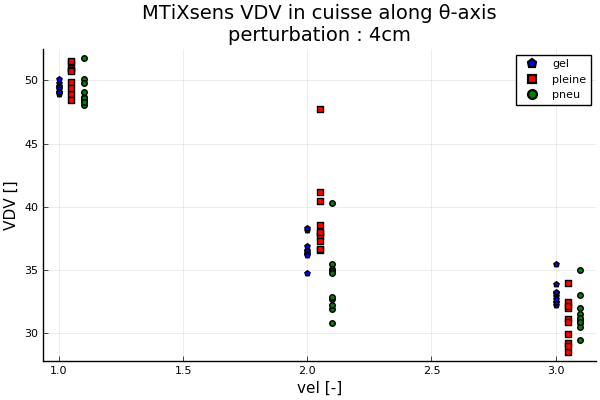 MTiXsens VDV in cuisse along θ-axis
perturbation : 4cm
gel
pleine
pneu
50
45
40
35
30
VDV []
1.0 1.5 2.0 2.5 3.0
vel [-]